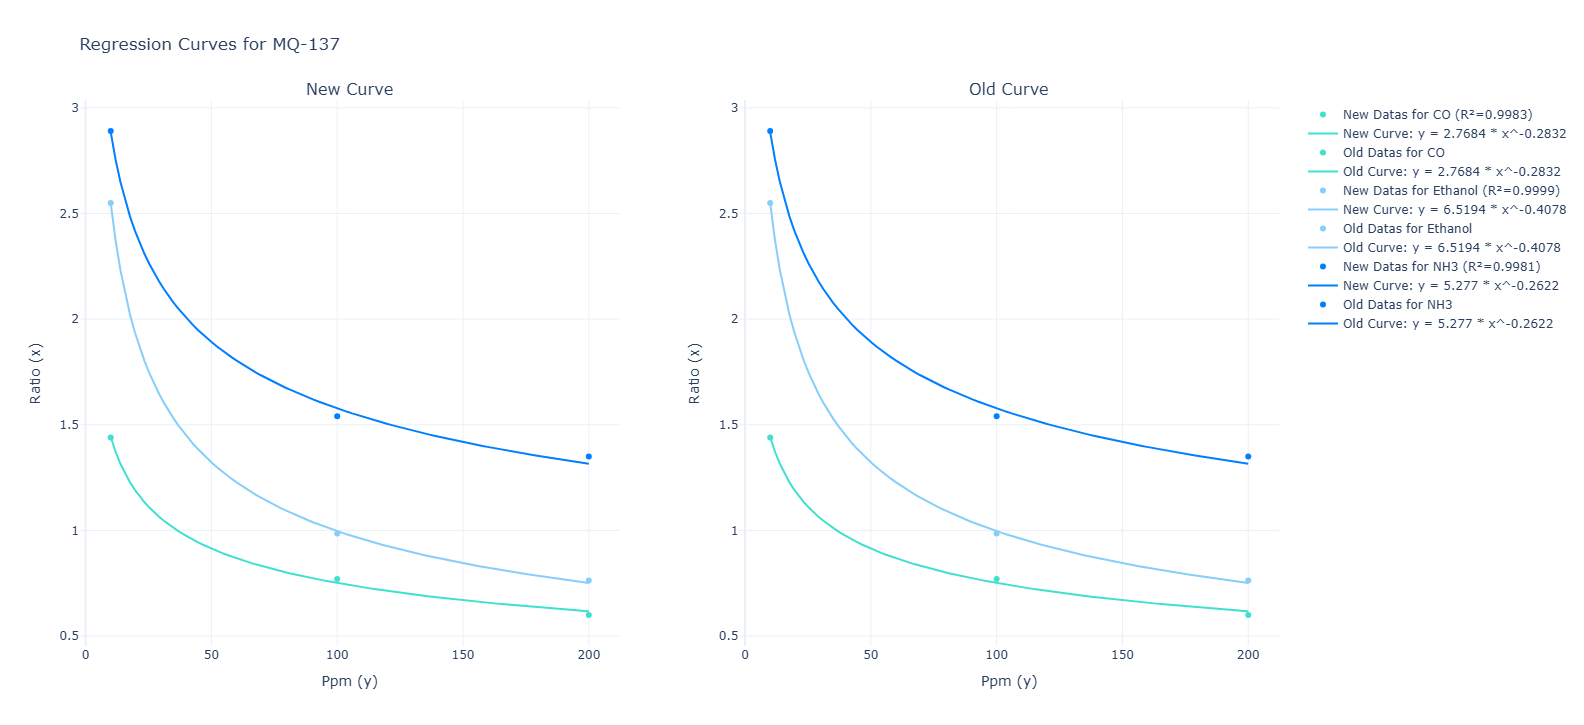 Regression Curves for MQ-137
New Curve
3
2.5
2
1.5
1
0.5
0
50
100
150
200
Ratio (x)
Ppm (y)
Old Curve
3
2.5
2
1.5
1
0.5
0
50
100
150
200
Ratio (x)
Ppm (y)
New Datas for CO (R²=0.9983)
New Curve: y = 2.7684 * x^-0.2832
Old Datas for CO
Old Curve: y = 2.7684 * x^-0.2832
New Datas for Ethanol (R²=0.9999)
New Curve: y = 6.5194 * x^-0.4078
Old Datas for Ethanol
Old Curve: y = 6.5194 * x^-0.4078
New Datas for NH3 (R²=0.9981)
New Curve: y = 5.277 * x^-0.2622
Old Datas for NH3
Old Curve: y = 5.277 * x^-0.2622